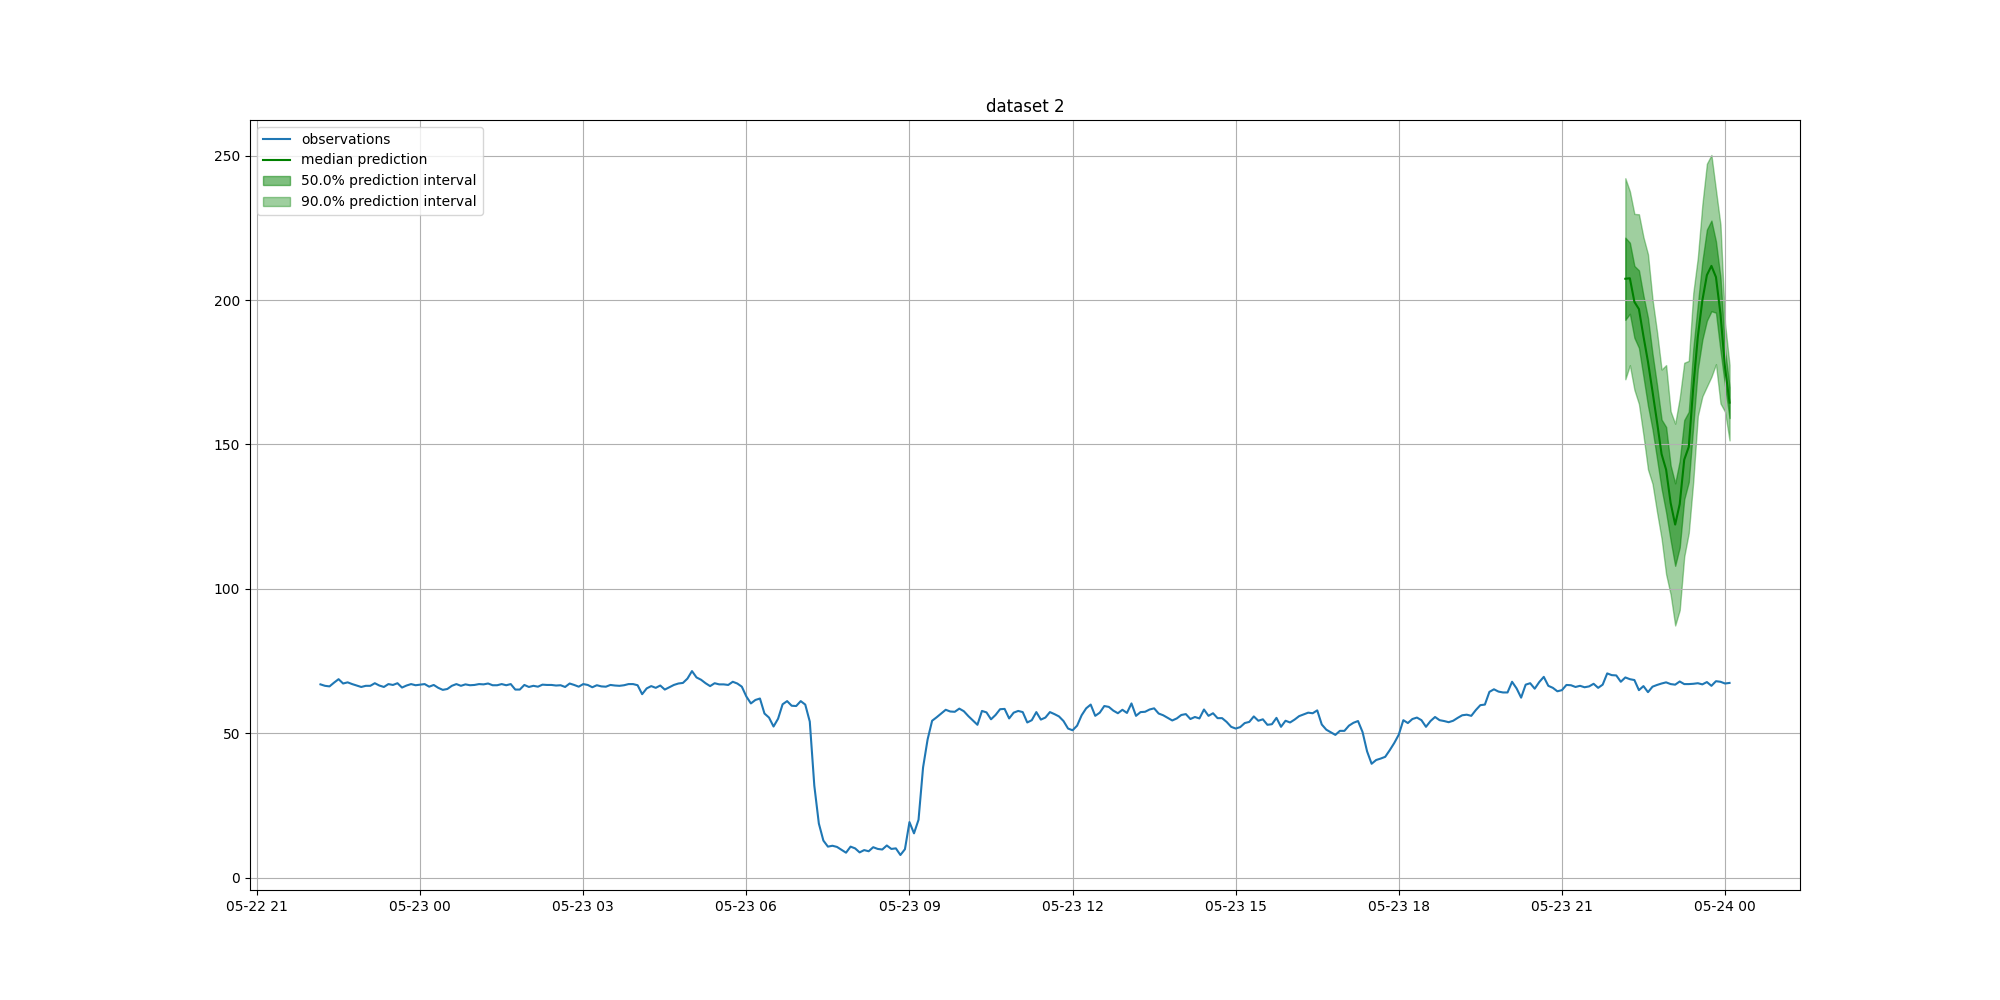 dataset 2
observations
median prediction
50.0% prediction interval
90.0% prediction interval
250
200
150
100
50
0
05-22 21 05-23 00 05-23 03 05-23 06 05-23 09 05-23 12 05-23 15 05-23 18 05-23 21 05-24 00